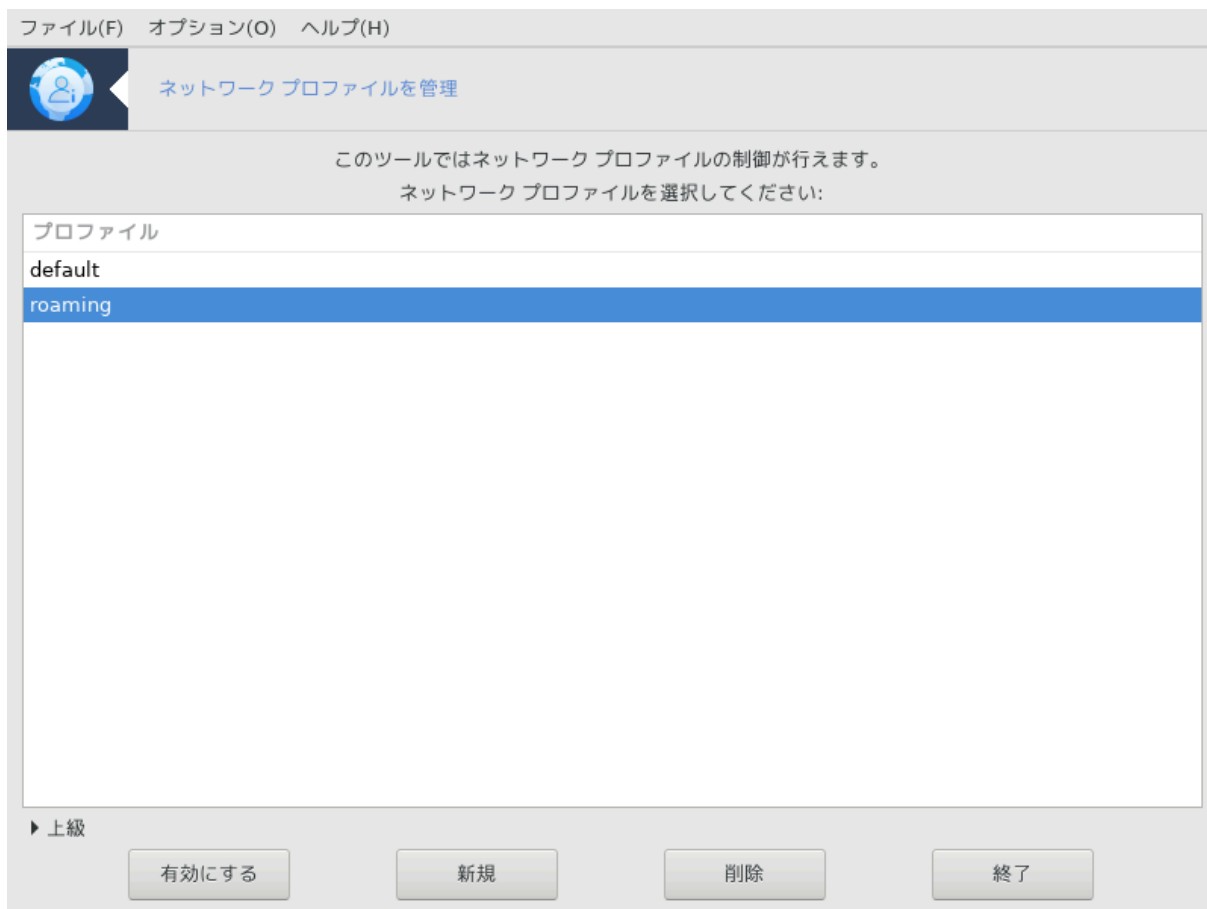 ファイル(F) オプション(O) ヘルプ(H)
ネットワーク プロファイルを管理
このツールではネットワーク プロファイルの制御が行えます。
ネットワーク プロファイルを選択してください:
プロファイル
default
roaming
上級
有効にする 新規 削除 終了